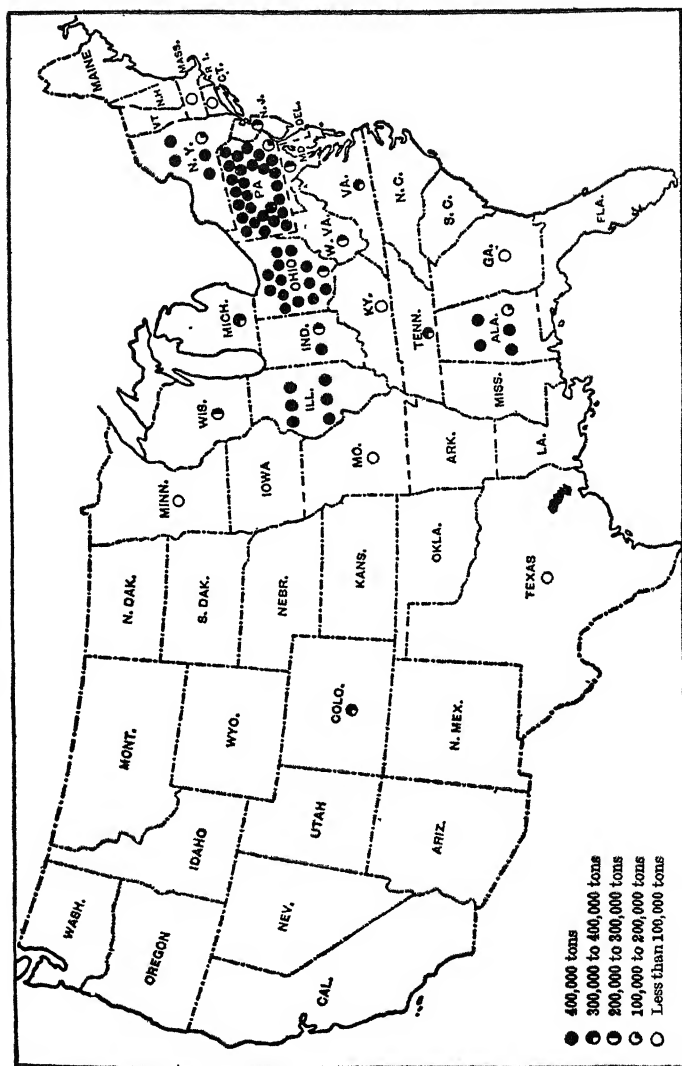 WASH.
OREGON
CAL.
NEV.
IDAHO
MONT.
WYO.
UTAH
ARIZ.
COLO.
N. MEX.
N. DAK.
S. DAK.
NEBR.
KANS.
OKLA.
TEXAS
MINN.
IOWA
MO.
ARK.
LA.
WIS.
ILL.
MICH.
IND.
OHIO
KY.
TENN.
MISS.
ALA.
GA.
FLA.
S. C.
N. C.
VA.
W. VA.
MD.
DEL.
PA
N. J.
N. Y.
VT
N.H.
MAINE
MASS.
R I.
CT.
400,000 tons
300,000 to 400,000 tons
200,000 to 300,000 tons
100,000 to 200,000 tons
Less than 100,000 tons